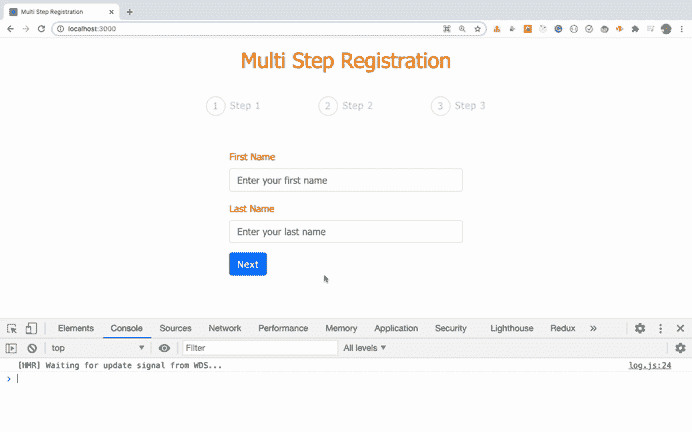 Multi Step Registration
localhost:3000
Multi Step Registration
1 Step 1 2 Step 2 3 Step 3
First Name
Enter your first name
Last Name
Enter your last name
Next
Elements Console Sources Network Performance Memory Application Security Lighthouse Redux »
top Filter All levels
[HMR] Waiting for update signal from WDS... log.js:24